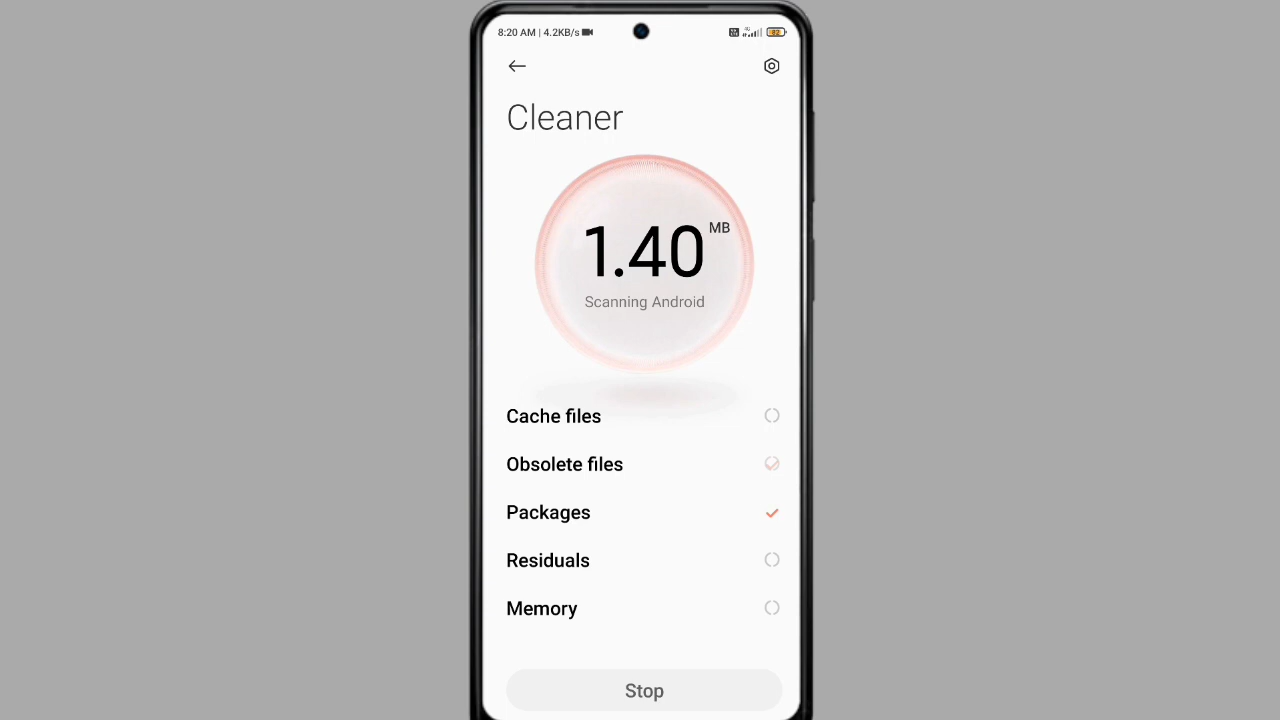 8:20 AM | 4.2KB/s
82
Cleaner
1.40 MB
Scanning Android
Cache files
Obsolete files
Packages
Residuals
Memory
Stop